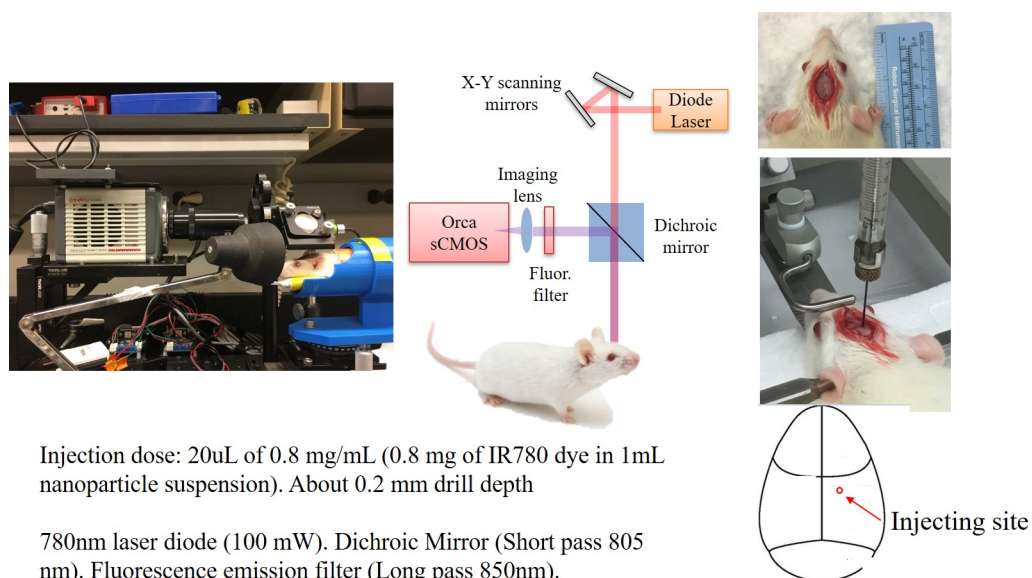 X-Y scanning
mirrors
Diode
Laser
Imaging
lens
Orca
sCMOS
Dichroic
mirror
Fluor.
filter
Injection dose: 20uL of 0.8 mg/mL (0.8 mg of IR780 dye in 1mL
nanoparticle suspension). About 0.2 mm drill depth
780nm laser diode (100 mW). Dichroic Mirror (Short pass 805
nm). Fluorescence emission filter (Long pass 850nm).
Injecting site